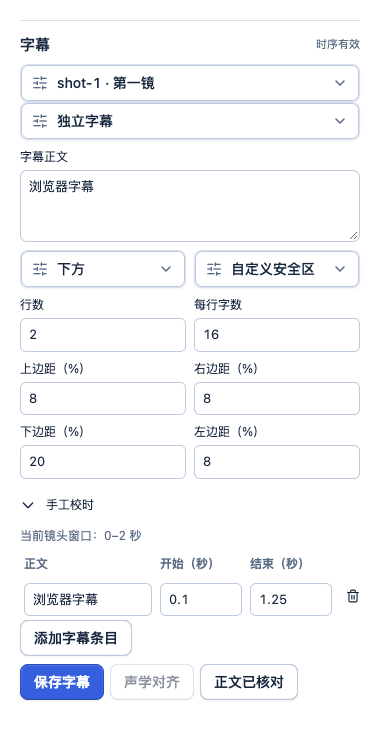 字幕
时序有效
shot-1 · 第一镜
独立字幕
字幕正文
浏览器字幕
下方
自定义安全区
行数
每行字数
2
16
上边距（%）
右边距（%）
8
8
下边距（%）
左边距（%）
20
8
手工校时
当前镜头窗口：0–2 秒
正文
开始（秒）
结束（秒）
浏览器字幕
0.1
1.25
添加字幕条目
保存字幕
声学对齐
正文已核对